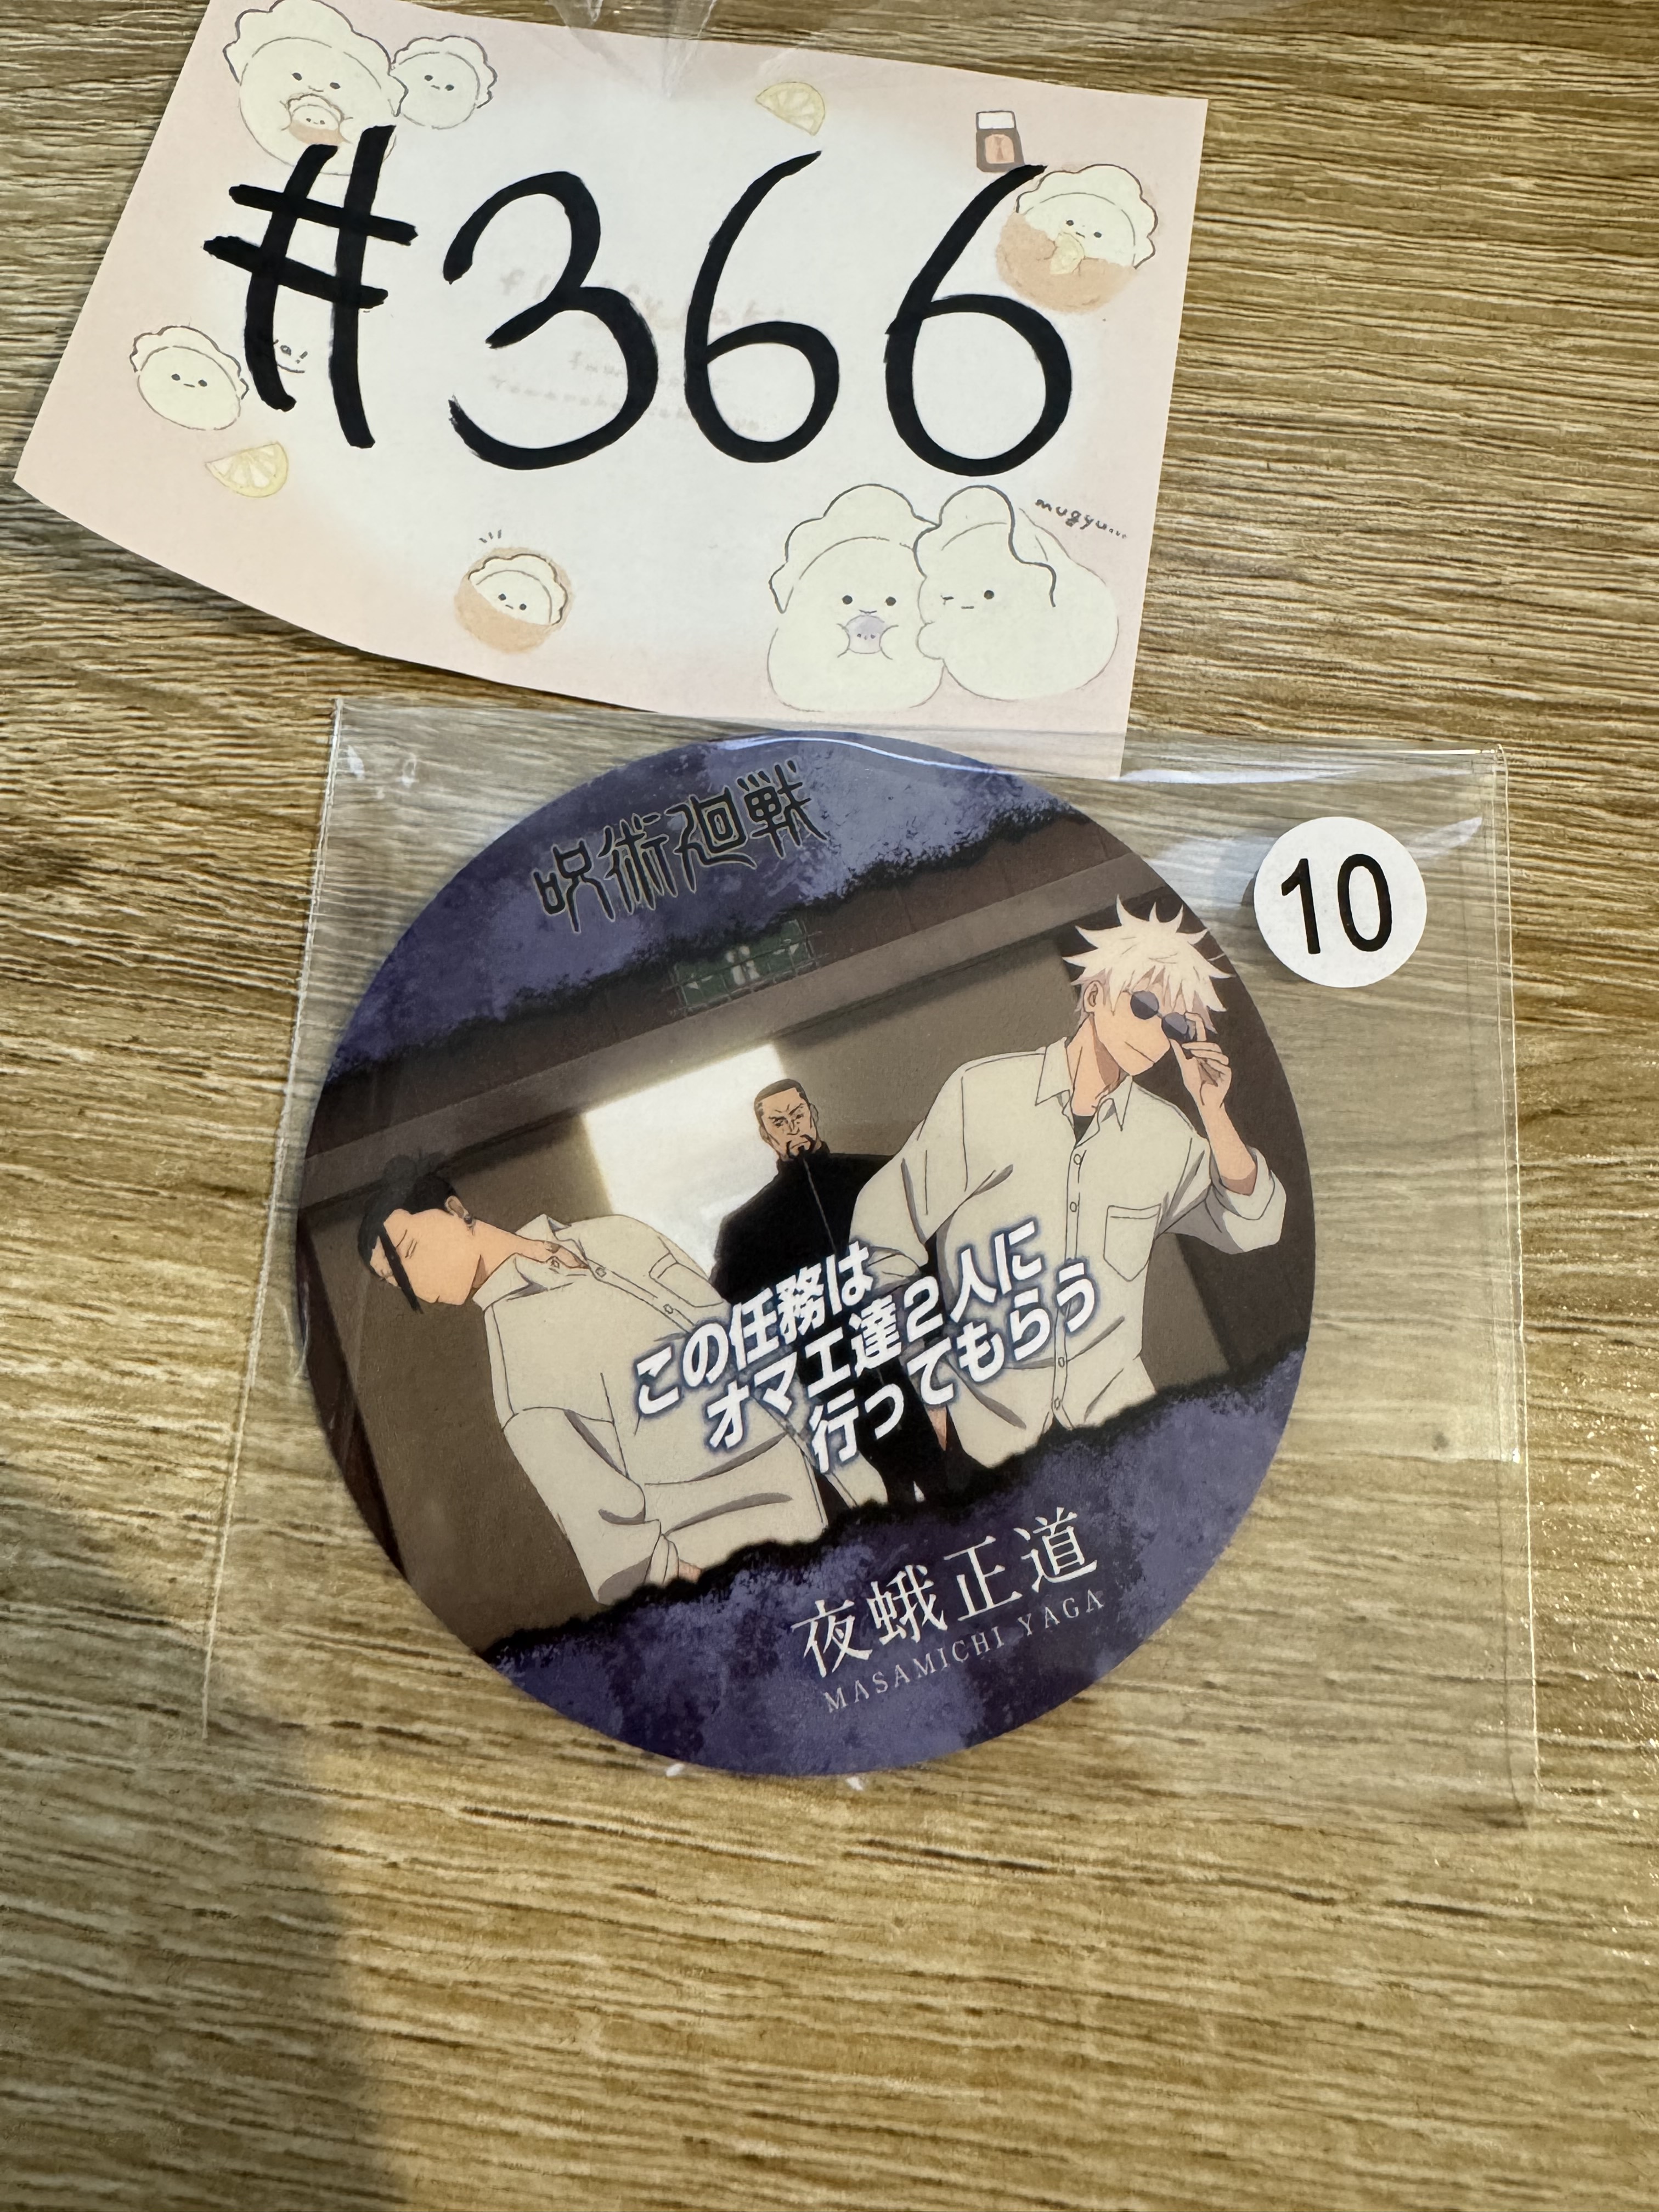 #366
mugyu...
10
呪術廻戦
この任務は
オマエ達2人に
行ってもらう
夜蛾正道
MASAMICHI YAGA